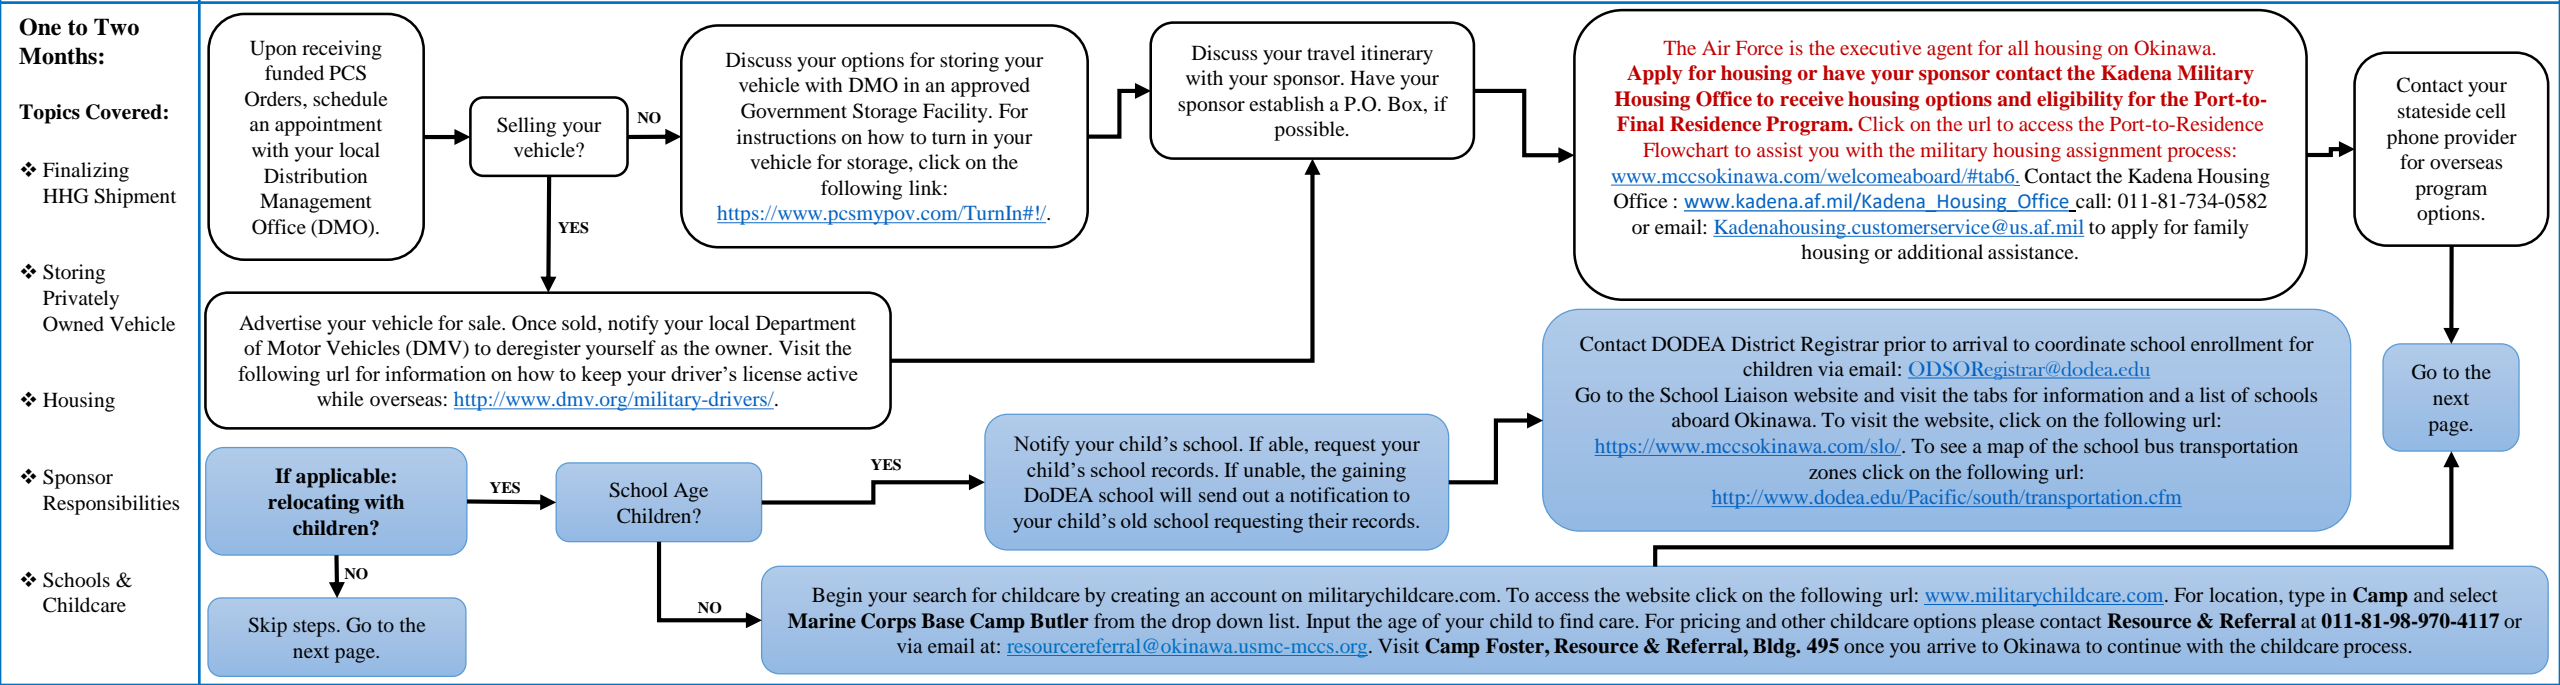 One to Two
Months:
Topics Covered:
❖ Finalizing
HHG Shipment
❖ Storing
Privately
Owned Vehicle
❖ Housing
❖ Sponsor
Responsibilities
❖ Schools &
Childcare
Upon receiving
funded PCS
Orders, schedule
an appointment
with your local
Distribution
Management
Office (DMO).
Selling your
vehicle?
NO
YES
Discuss your options for storing your
vehicle with DMO in an approved
Government Storage Facility. For
instructions on how to turn in your
vehicle for storage, click on the
following link:
https://www.pcsmypov.com/TurnIn#!/.
Advertise your vehicle for sale. Once sold, notify your local Department
of Motor Vehicles (DMV) to deregister yourself as the owner. Visit the
following url for information on how to keep your driver’s license active
while overseas: http://www.dmv.org/military-drivers/.
Discuss your travel itinerary
with your sponsor. Have your
sponsor establish a P.O. Box, if
possible.
The Air Force is the executive agent for all housing on Okinawa.
Apply for housing or have your sponsor contact the Kadena Military
Housing Office to receive housing options and eligibility for the Port-to-
Final Residence Program. Click on the url to access the Port-to-Residence
Flowchart to assist you with the military housing assignment process:
www.mccsokinawa.com/welcomeaboard/#tab6. Contact the Kadena Housing
Office : www.kadena.af.mil/Kadena_Housing_Office call: 011-81-734-0582
or email: Kadenahousing.customerservice@us.af.mil to apply for family
housing or additional assistance.
Contact your
stateside cell
phone provider
for overseas
program
options.
Go to the
next
page.
If applicable:
relocating with
children?
YES
NO
Skip steps. Go to the
next page.
School Age
Children?
YES
NO
Notify your child’s school. If able, request your
child’s school records. If unable, the gaining
DoDEA school will send out a notification to
your child’s old school requesting their records.
Contact DODEA District Registrar prior to arrival to coordinate school enrollment for
children via email: ODSORegistrar@dodea.edu
Go to the School Liaison website and visit the tabs for information and a list of schools
aboard Okinawa. To visit the website, click on the following url:
https://www.mccsokinawa.com/slo/. To see a map of the school bus transportation
zones click on the following url:
http://www.dodea.edu/Pacific/south/transportation.cfm
Begin your search for childcare by creating an account on militarychildcare.com. To access the website click on the following url: www.militarychildcare.com. For location, type in Camp and select
Marine Corps Base Camp Butler from the drop down list. Input the age of your child to find care. For pricing and other childcare options please contact Resource & Referral at 011-81-98-970-4117 or
via email at: resourcereferral@okinawa.usmc-mccs.org. Visit Camp Foster, Resource & Referral, Bldg. 495 once you arrive to Okinawa to continue with the childcare process.